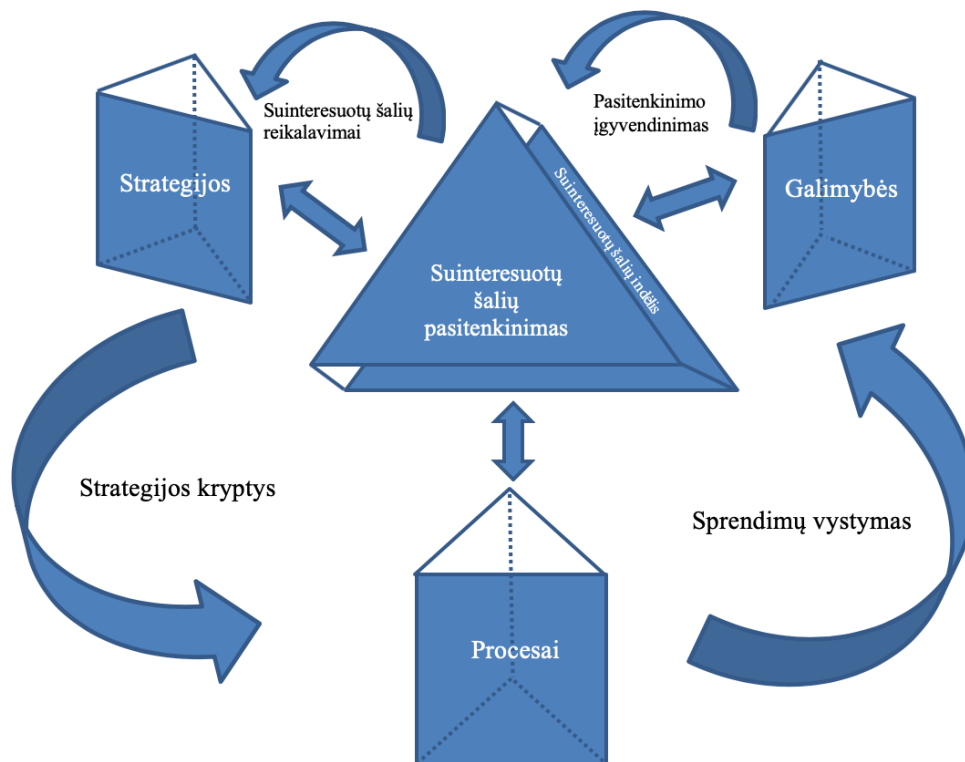 Suinteresuotų šalių
reikalavimai
Pasitenkinimo
įgyvendinimas
Strategijos
Galimybės
Suinteresuotų
šalių
pasitenkinimas
Suinteresuotų šalių indėlis
Strategijos kryptys
Sprendimų vystymas
Procesai